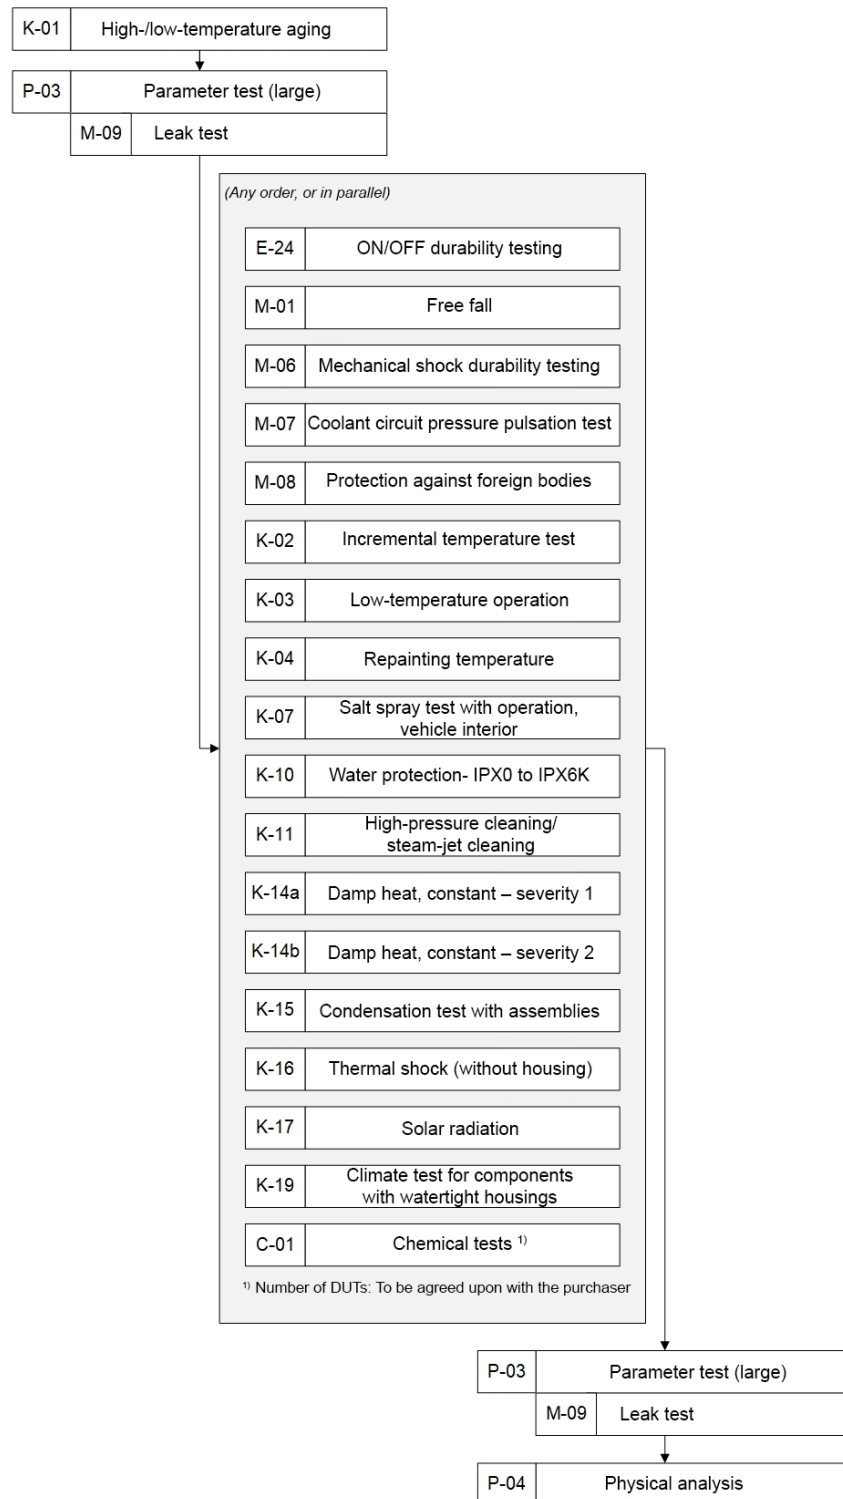 K-01 High-/low-temperature aging
P-03 Parameter test (large)
M-09 Leak test
(Any order, or in parallel)
E-24 ON/OFF durability testing
M-01 Free fall
M-06 Mechanical shock durability testing
M-07 Coolant circuit pressure pulsation test
M-08 Protection against foreign bodies
K-02 Incremental temperature test
K-03 Low-temperature operation
K-04 Repainting temperature
K-07 Salt spray test with operation,
vehicle interior
K-10 Water protection- IPX0 to IPX6K
K-11 High-pressure cleaning/
steam-jet cleaning
K-14a Damp heat, constant – severity 1
K-14b Damp heat, constant – severity 2
K-15 Condensation test with assemblies
K-16 Thermal shock (without housing)
K-17 Solar radiation
K-19 Climate test for components
with watertight housings
C-01 Chemical tests ¹⁾
¹⁾ Number of DUTs: To be agreed upon with the purchaser
P-03 Parameter test (large)
M-09 Leak test
P-04 Physical analysis